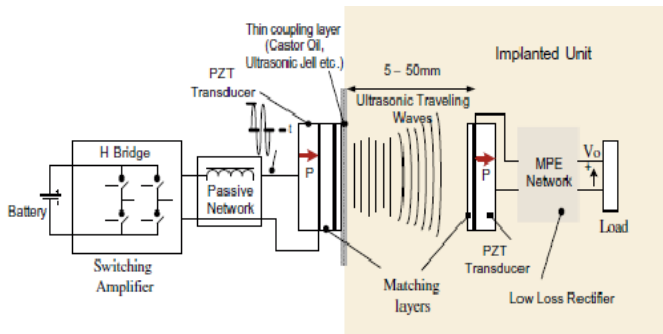 Thin coupling layer
(Castor Oil,
Ultrasonic Jell etc.)
PZT
Transducer
Implanted Unit
5 – 50mm
Ultrasonic Traveling
Waves
t
H Bridge
Battery
Passive
Network
P
P
MPE
Network
Vo
+
Load
Switching
Amplifier
Matching
layers
PZT
Transducer
Low Loss Rectifier